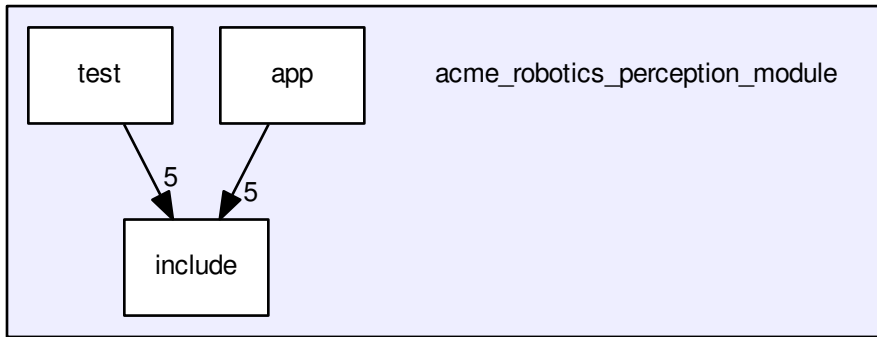 test
app
acme_robotics_perception_module
5
5
include